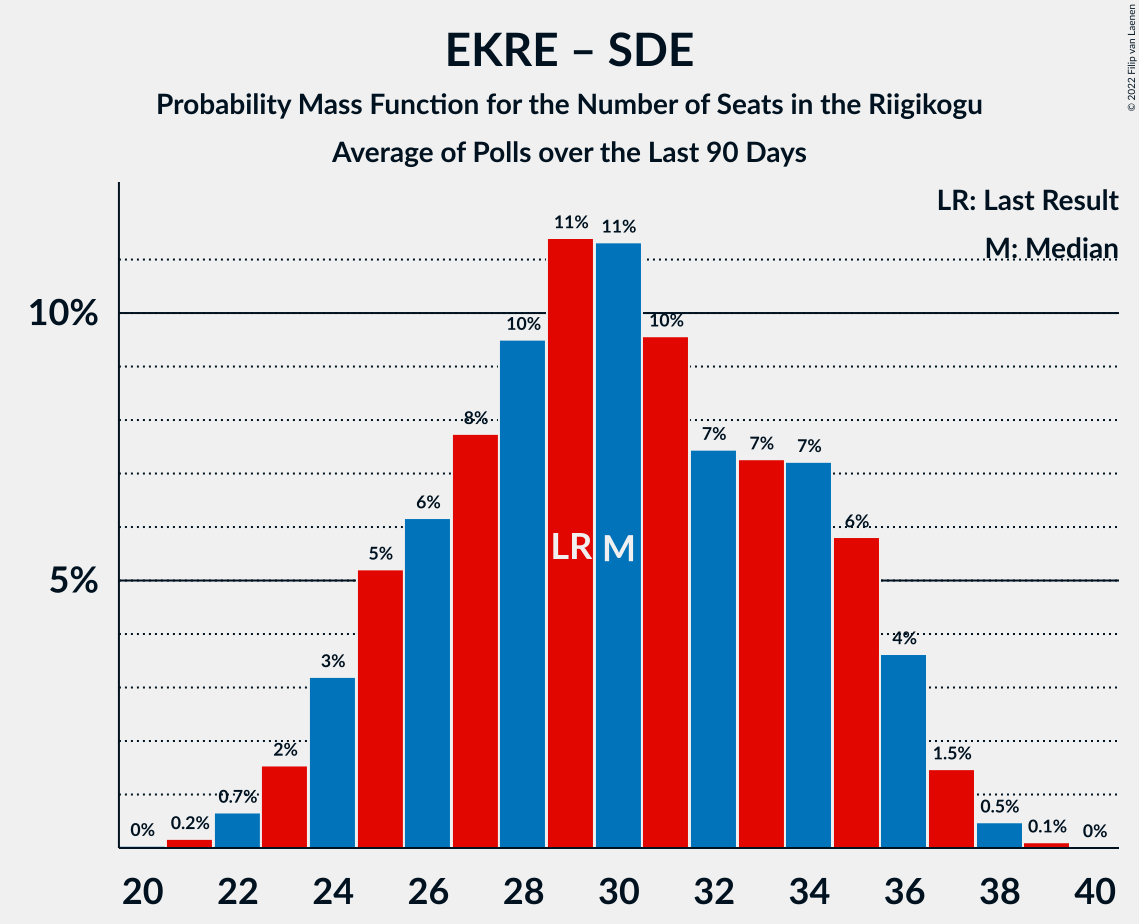 EKRE – SDE
Probability Mass Function for the Number of Seats in the Riigikogu
Average of Polls over the Last 90 Days
© 2022 Filip van Laenen
LR: Last Result
M: Median
10%
5%
0%
0.2%
0.7%
2%
3%
5%
6%
8%
10%
11%
11%
10%
7%
7%
7%
6%
4%
1.5%
0.5%
0.1%
0%
LR
M
20 22 24 26 28 30 32 34 36 38 40